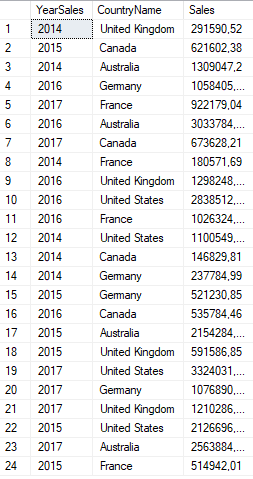 YearSales CountryName Sales
1 2014 United Kingdom 291590,52
2 2015 Canada 621602,38
3 2014 Australia 1309047,2
4 2016 Germany 1058405,...
5 2017 France 922179,04
6 2016 Australia 3033784,...
7 2017 Canada 673628,21
8 2014 France 180571,69
9 2016 United Kingdom 1298248,...
10 2016 United States 2838512,...
11 2016 France 1026324,...
12 2014 United States 1100549,...
13 2014 Canada 146829,81
14 2014 Germany 237784,99
15 2015 Germany 521230,85
16 2016 Canada 535784,46
17 2015 Australia 2154284,...
18 2015 United Kingdom 591586,85
19 2017 United States 3324031,...
20 2017 Germany 1076890,...
21 2017 United Kingdom 1210286,...
22 2015 United States 2126696,...
23 2017 Australia 2563884,...
24 2015 France 514942,01